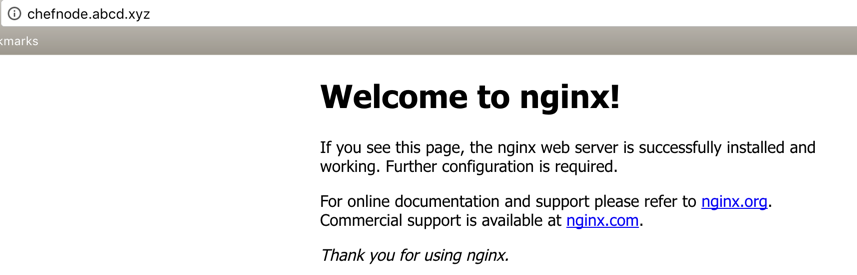 chefnode.abcd.xyz
kmarks
Welcome to nginx!
If you see this page, the nginx web server is successfully installed and
working. Further configuration is required.
For online documentation and support please refer to nginx.org.
Commercial support is available at nginx.com.
Thank you for using nginx.